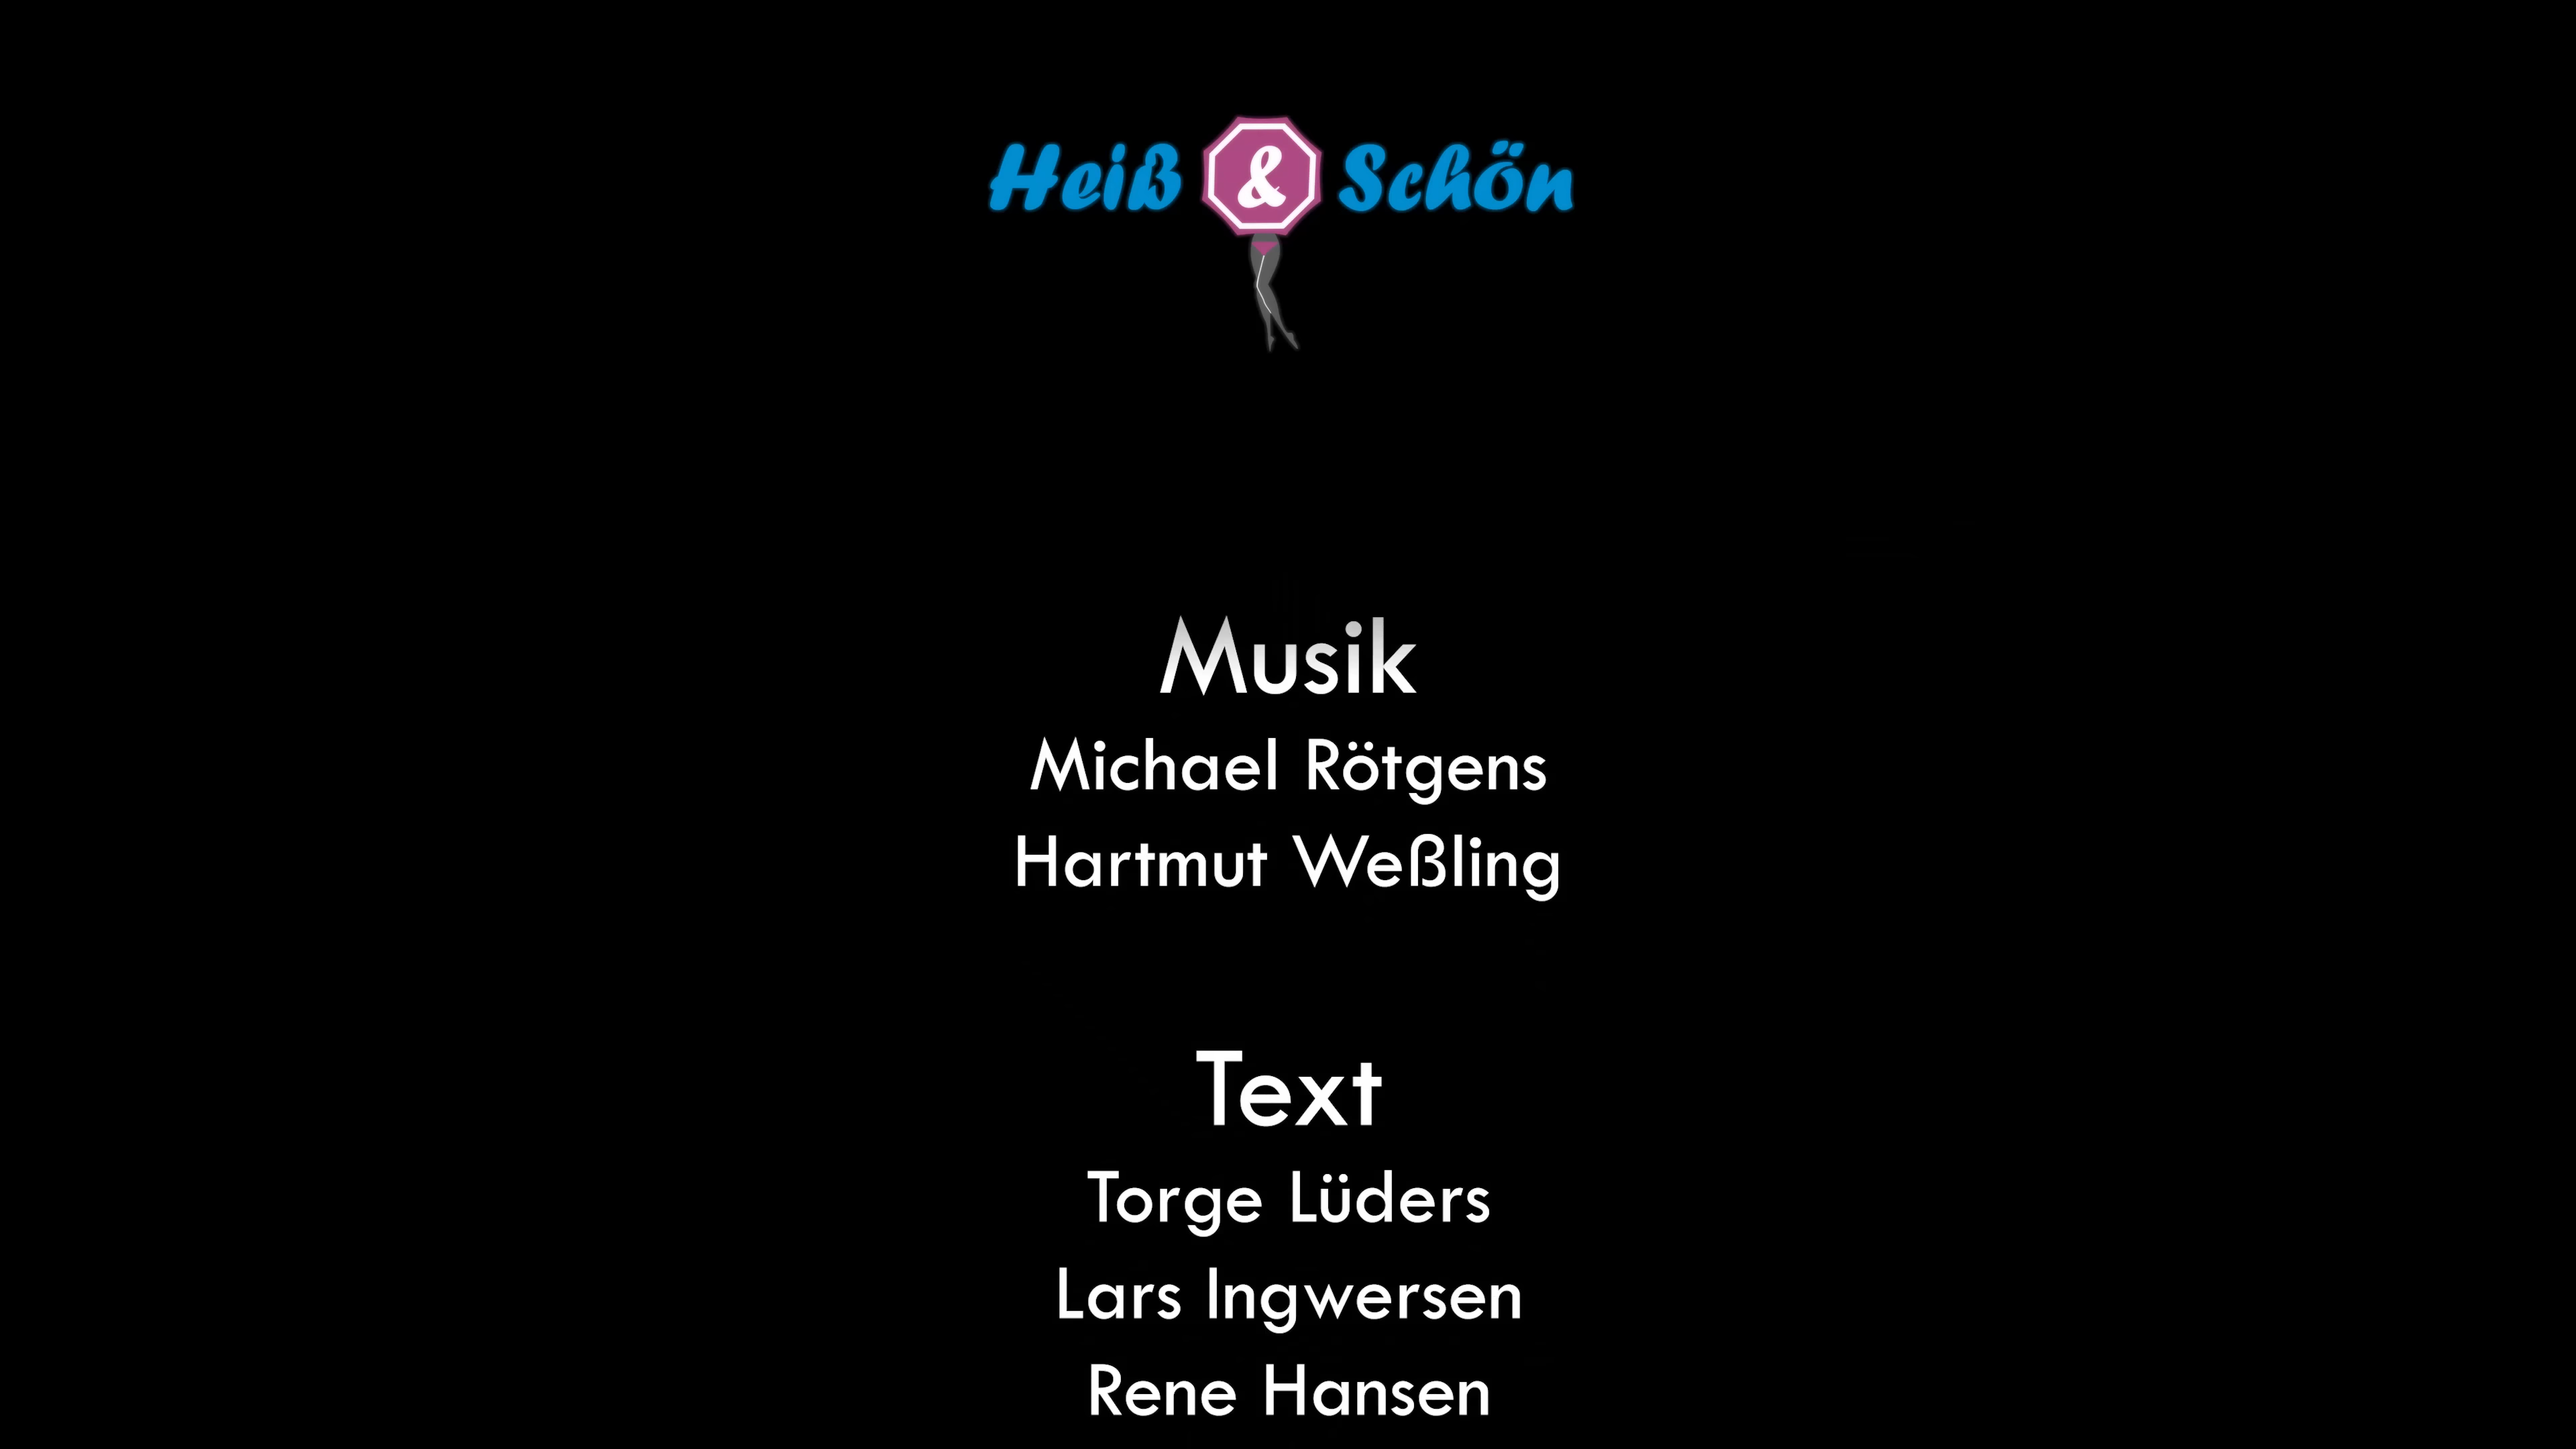 Heiß & Schön
Musik
Michael Rötgens
Hartmut Weßling
Text
Torge Lüders
Lars Ingwersen
Rene Hansen